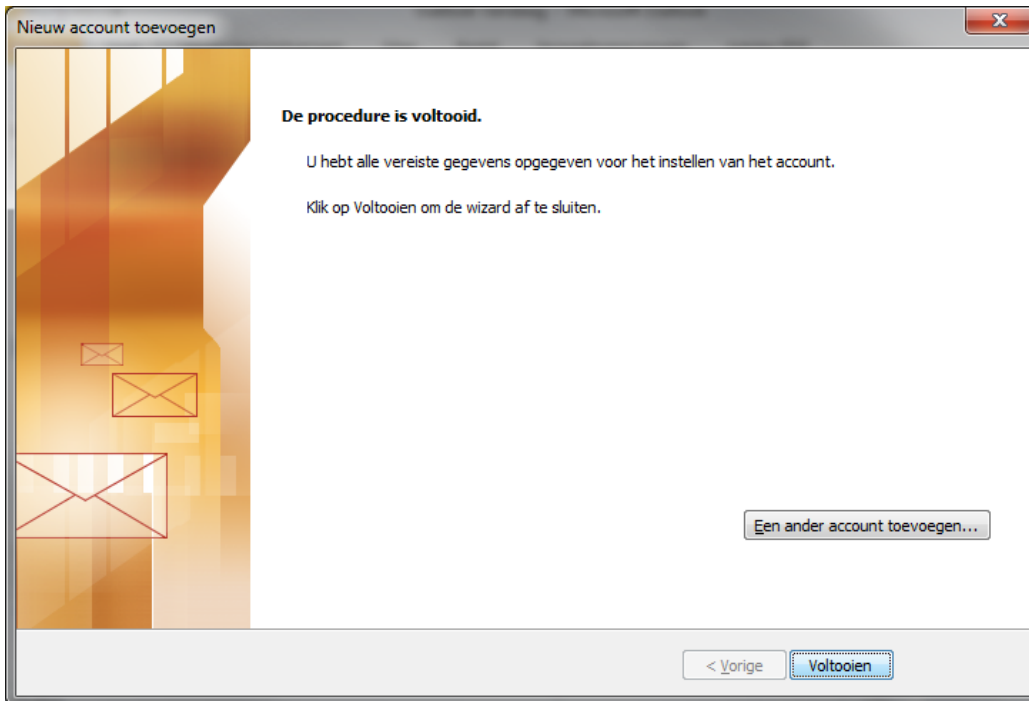 Nieuw account toevoegen
De procedure is voltooid.
U hebt alle vereiste gegevens opgegeven voor het instellen van het account.
Klik op Voltooien om de wizard af te sluiten.
Een ander account toevoegen...
< Vorige
Voltooien